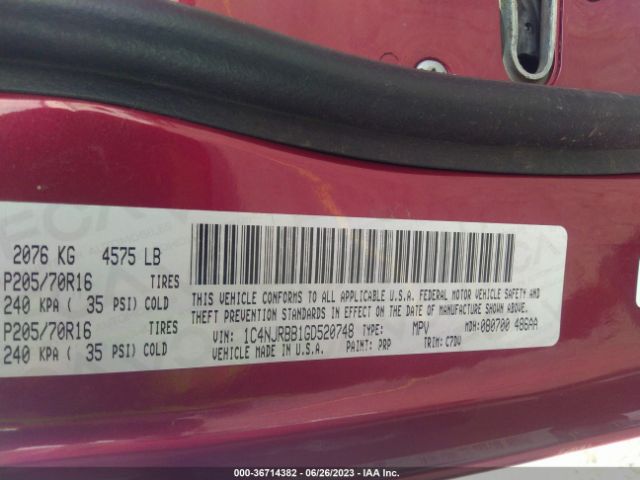 2076 KG 4575 LB
P205/70R16 TIRES
240 KPA ( 35 PSI) COLD
P205/70R16 TIRES
240 KPA ( 35 PSI) COLD
THIS VEHICLE CONFORMS TO ALL APPLICABLE U.S.A. FEDERAL MOTOR VEHICLE SAFETY AND
THEFT PREVENTION STANDARDS IN EFFECT ON THE DATE OF MANUFACTURE SHOWN ABOVE.
VIN: 1C4NJRBB1GD520748 TYPE: MPV MDH: 080700 486AA
VEHICLE MADE IN U.S.A. PAINT: PRP TRIM: C7DV
000-36714382 - 06/26/2023 - IAA Inc.